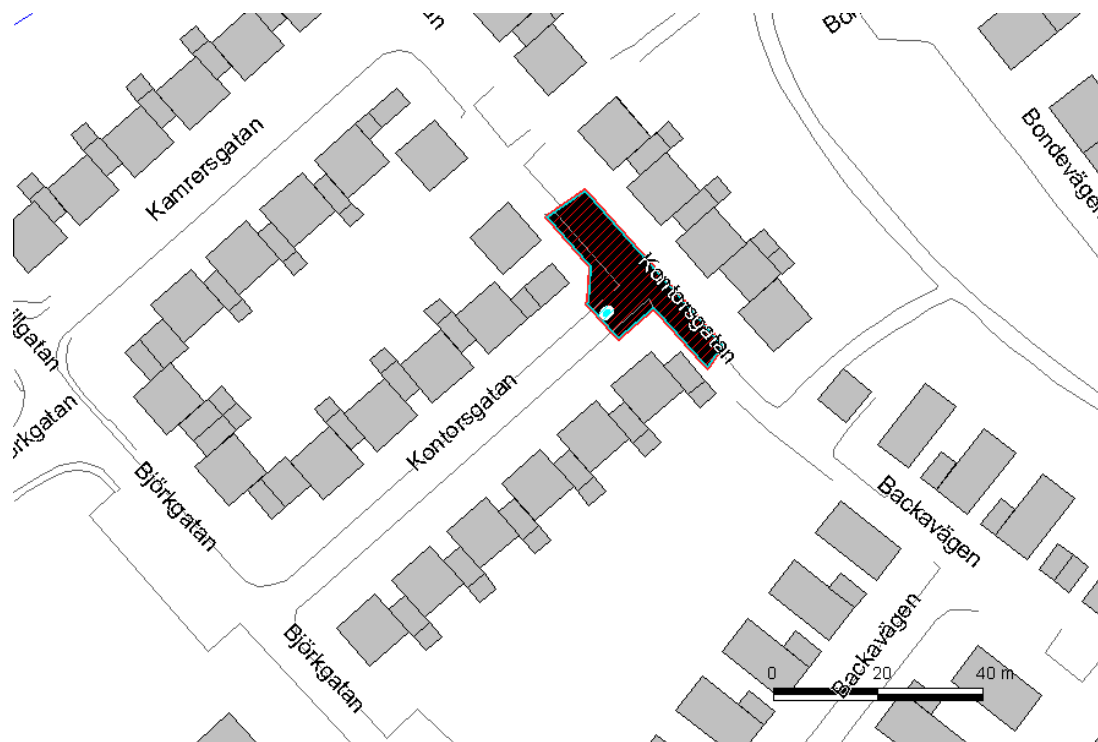 Kamrersgatan
Bondevägen
Kontorsgatan
Kontorsgatan
Björkgatan
Backavägen
Björkgatan
Backavägen
0 20 40 m